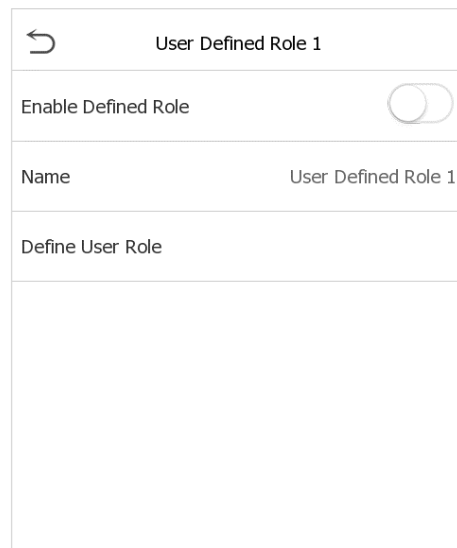 User Defined Role 1
Enable Defined Role
Name User Defined Role 1
Define User Role